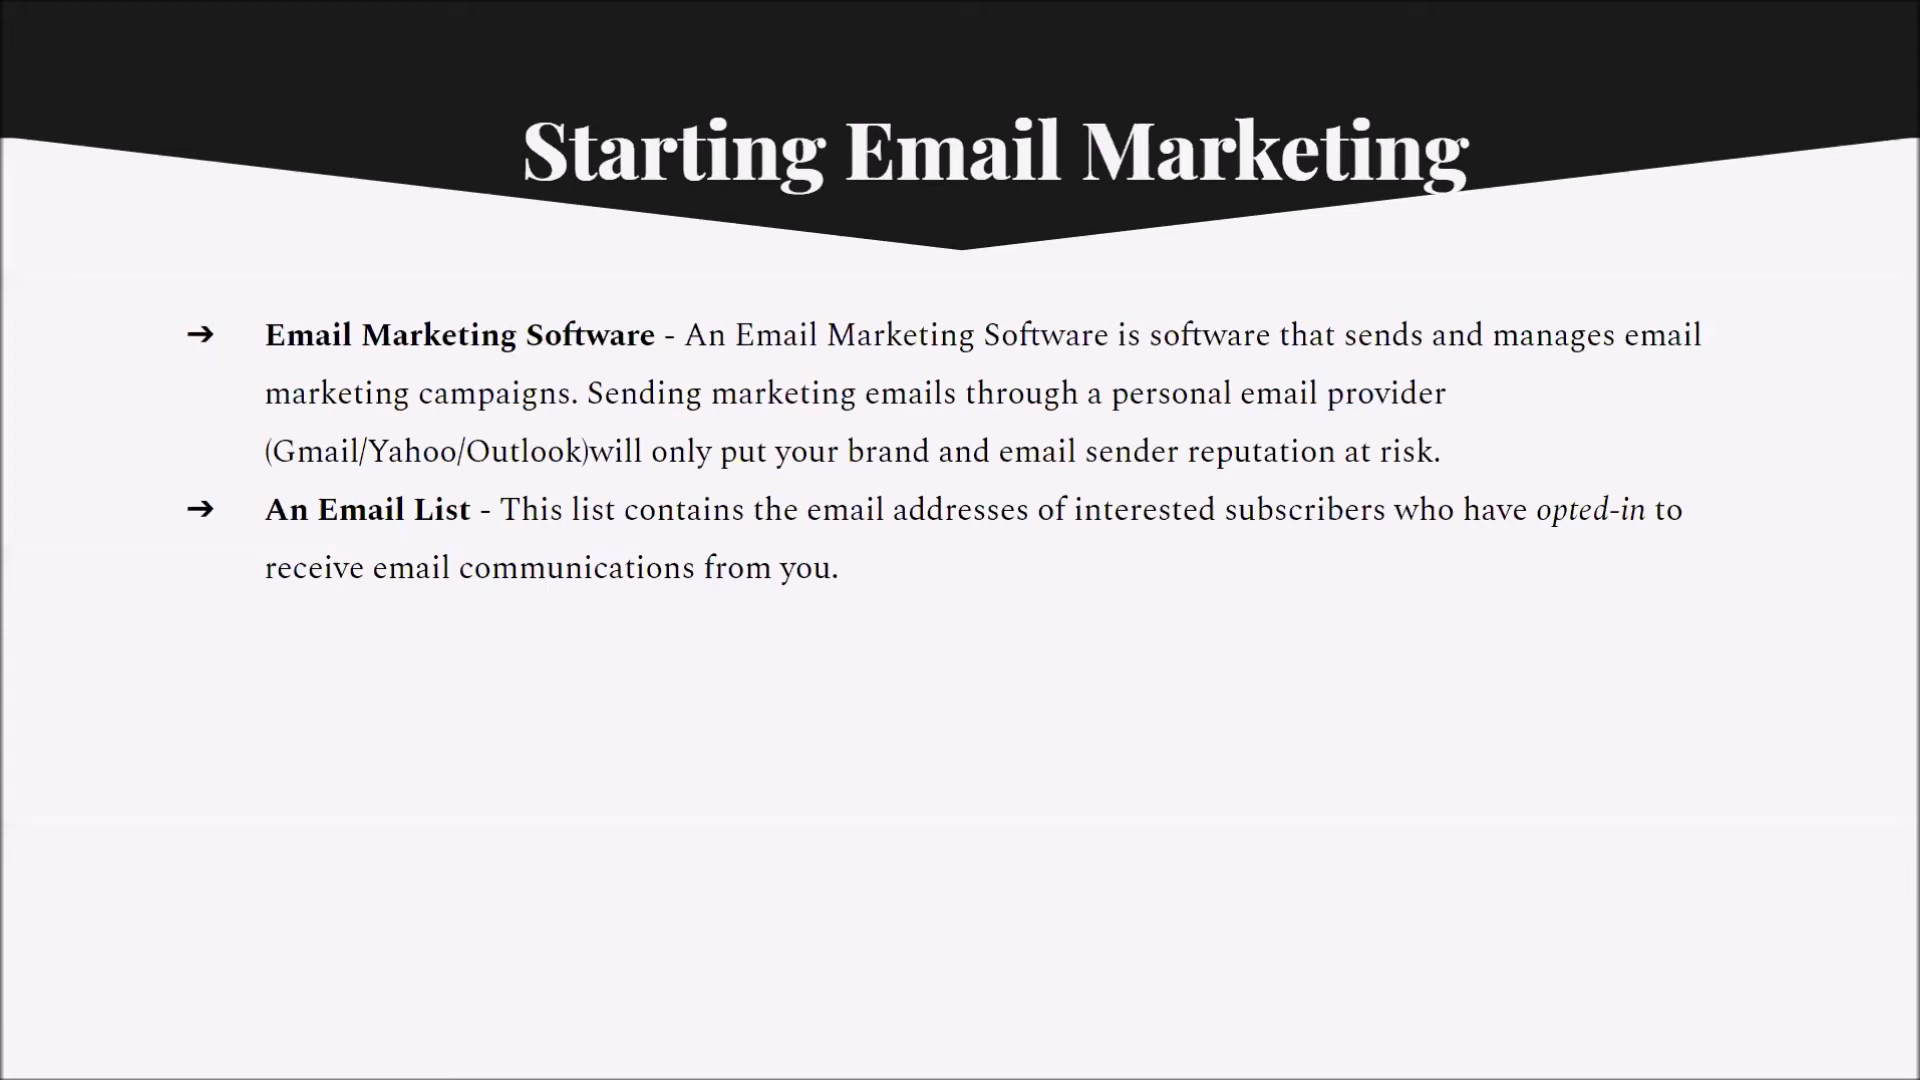 Starting Email Marketing
➔ Email Marketing Software - An Email Marketing Software is software that sends and manages email
marketing campaigns. Sending marketing emails through a personal email provider
(Gmail/Yahoo/Outlook)will only put your brand and email sender reputation at risk.
➔ An Email List - This list contains the email addresses of interested subscribers who have opted-in to
receive email communications from you.